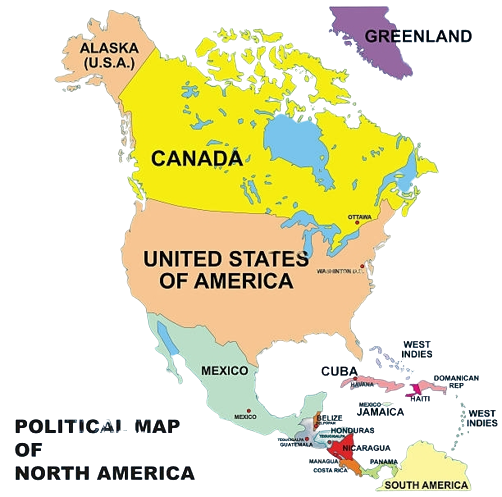 GREENLAND
ALASKA
(U.S.A.)
CANADA
OTTAWA
UNITED STATES
OF AMERICA
WASHINGTON D.C.
WEST
INDIES
MEXICO
CUBA
HAVANA
DOMANICAN
REP
HAITI
MEXICO
JAMAICA
MEXICO
WEST
INDIES
BELIZE
HONDURAS
GUATEMALA
NICARAGUA
MANAGUA
PANAMA
COSTA RICA
SOUTH AMERICA
POLITICAL MAP
OF
NORTH AMERICA